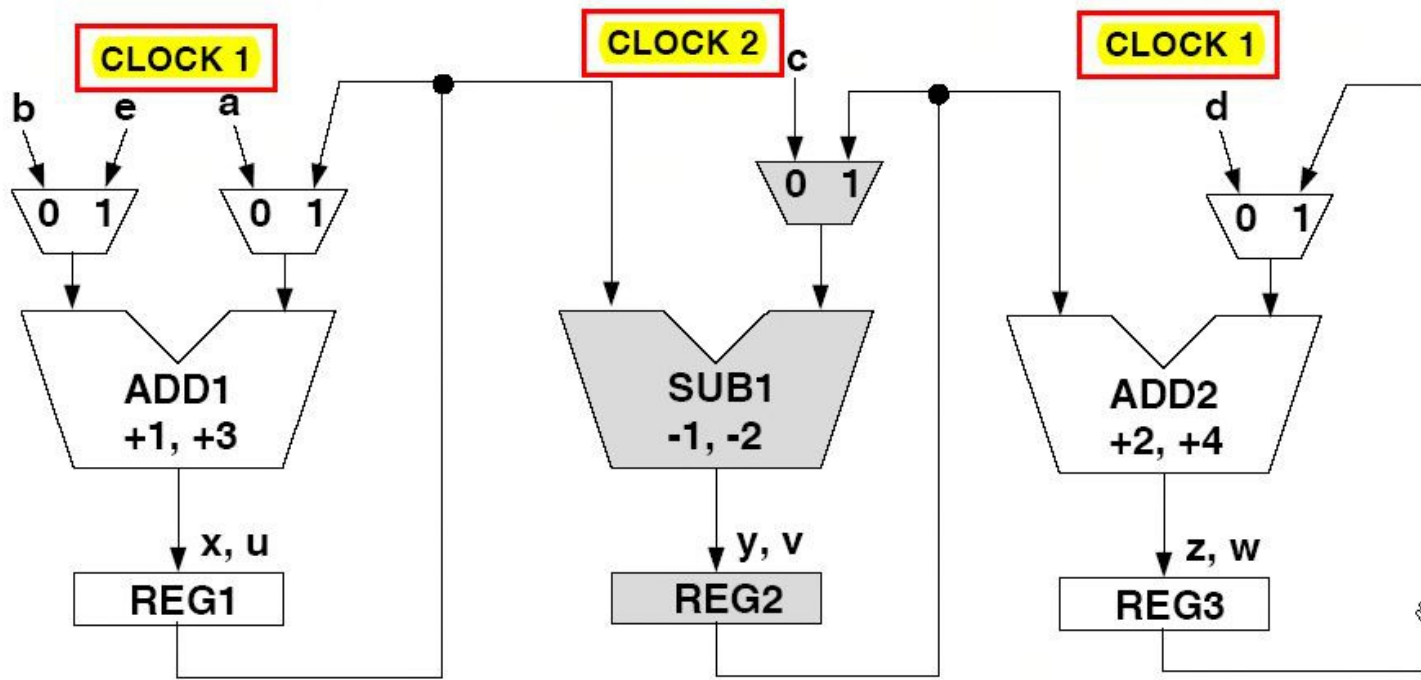 CLOCK 1
CLOCK 2
CLOCK 1
b e a
c
d
0 1
0 1
0 1
0 1
ADD1
+1, +3
SUB1
-1, -2
ADD2
+2, +4
x, u
y, v
z, w
REG1
REG2
REG3